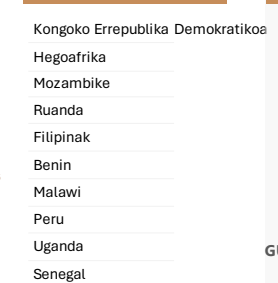 Kongoko Errepublika Demokratikoa
Hegoafrika
Mozambike
Ruanda
Filipinak
Benin
Malawi
Peru
Uganda
Senegal